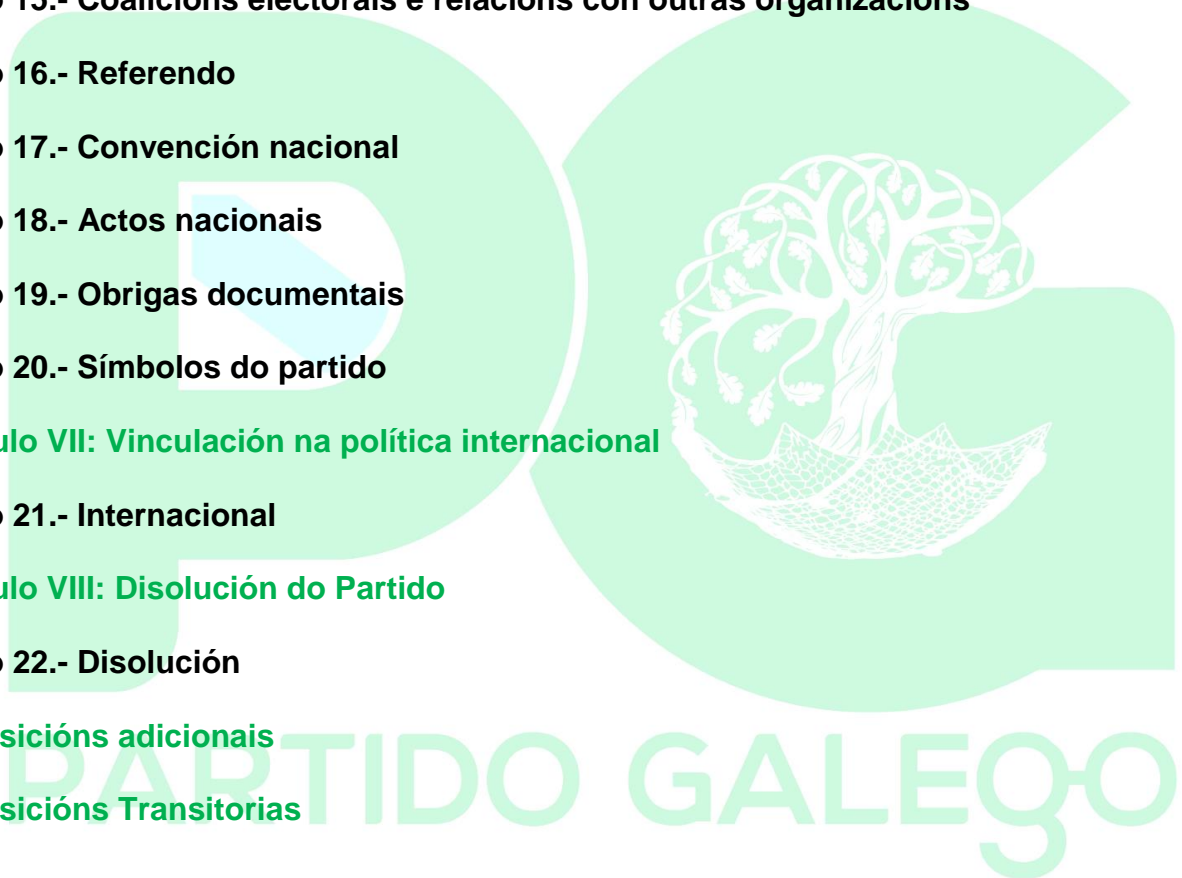 o 15.- Coalicións electorais e relacións con outras organizacións
o 16.- Referendo
o 17.- Convención nacional
o 18.- Actos nacionais
o 19.- Obrigas documentais
o 20.- Símbolos do partido
ulo VII: Vinculación na política internacional
o 21.- Internacional
ulo VIII: Disolución do Partido
o 22.- Disolución
sicións adicionais
sicións Transitorias
PG
PARTIDO GALEGO